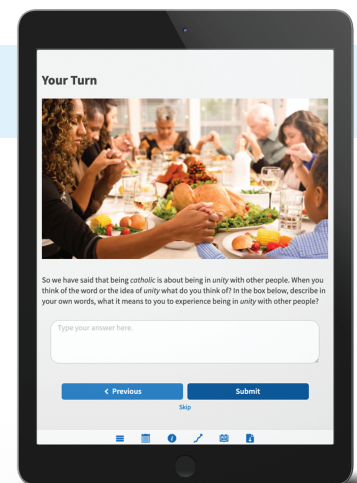 Your Turn
So we have said that being catholic is about being in unity with other people. When you
think of the word or the idea of unity what do you think of? In the box below, describe in
your own words, what it means to you to experience being in unity with other people?
Type your answer here.
Previous
Submit
Skip